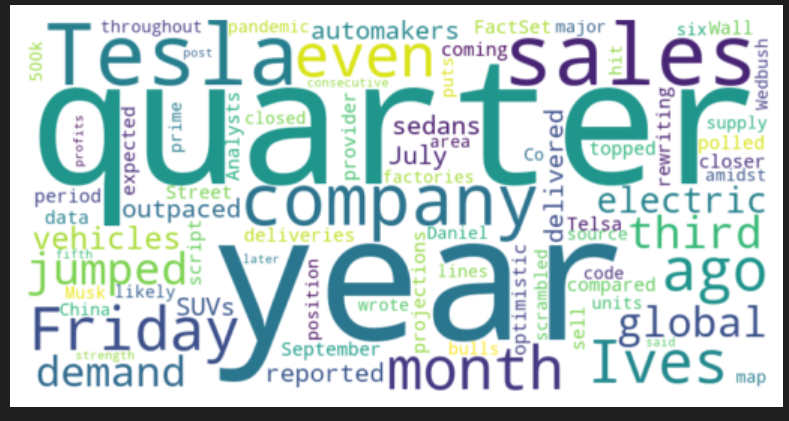 throughout
pandemic
automakers
FactSet
major
six
Wall
500k
Tesla
post
even
coming
sales
hit
Wedbush
consecutive
puts
quarter
profits
expected
prime
Analysts
closed
provider
sedans
area
July
Co
factories
delivered
topped
rewriting
supply
polled
closer
amidst
period
Street
data
outpaced
company
electric
vehicles
script
deliveries
Daniel
Telsa
source
third
fifth
jumped
later
year
position
projections
lines
optimistic
scrambled
code
compared
ago
Musk
likely
China
SUVs
wrote
units
sell
global
Friday
said
strength
September
bulls
Ives
demand
reported
month
map